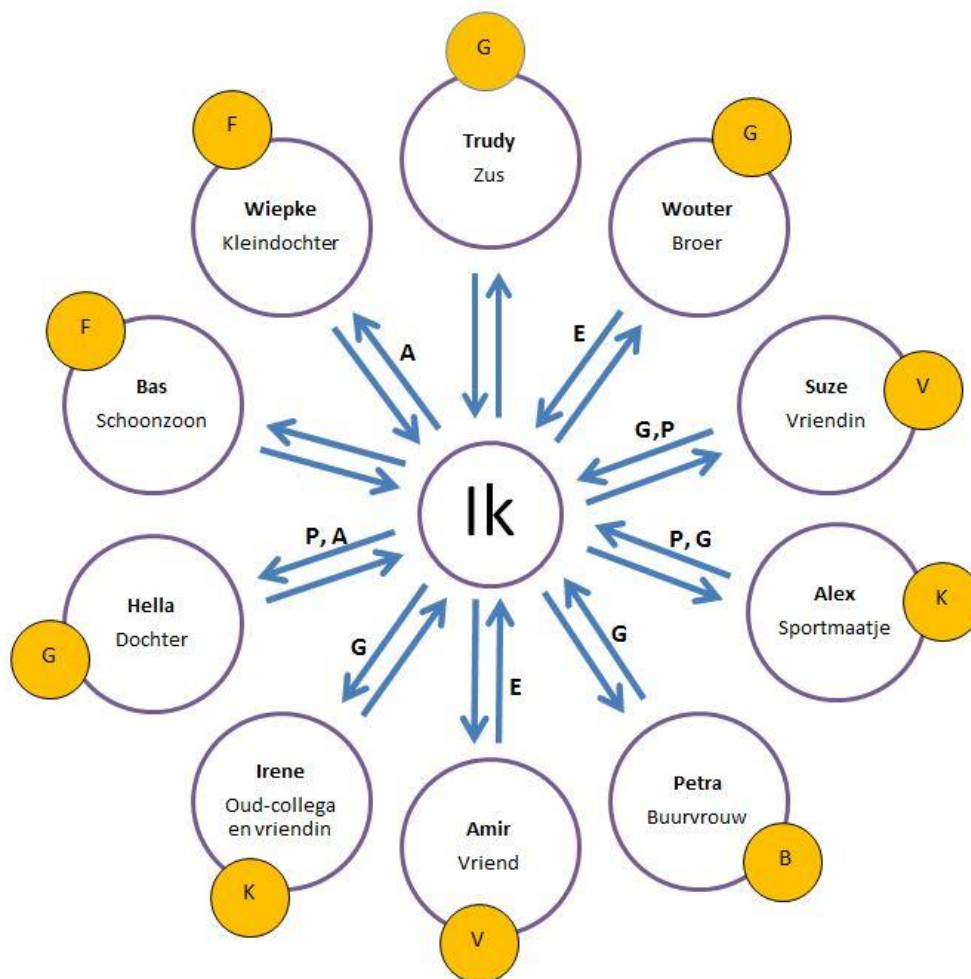 G
Trudy
Zus
G
Wouter
Broer
E
V
Suze
Vriendin
G,P
K
Alex
Sportmaatje
P, G
B
Petra
Buurvrouw
G
V
Amir
Vriend
E
K
Irene
Oud-collega
en vriendin
G
G
Hella
Dochter
P, A
F
Bas
Schoonzoon
F
Wiepke
Kleindochter
A
Ik